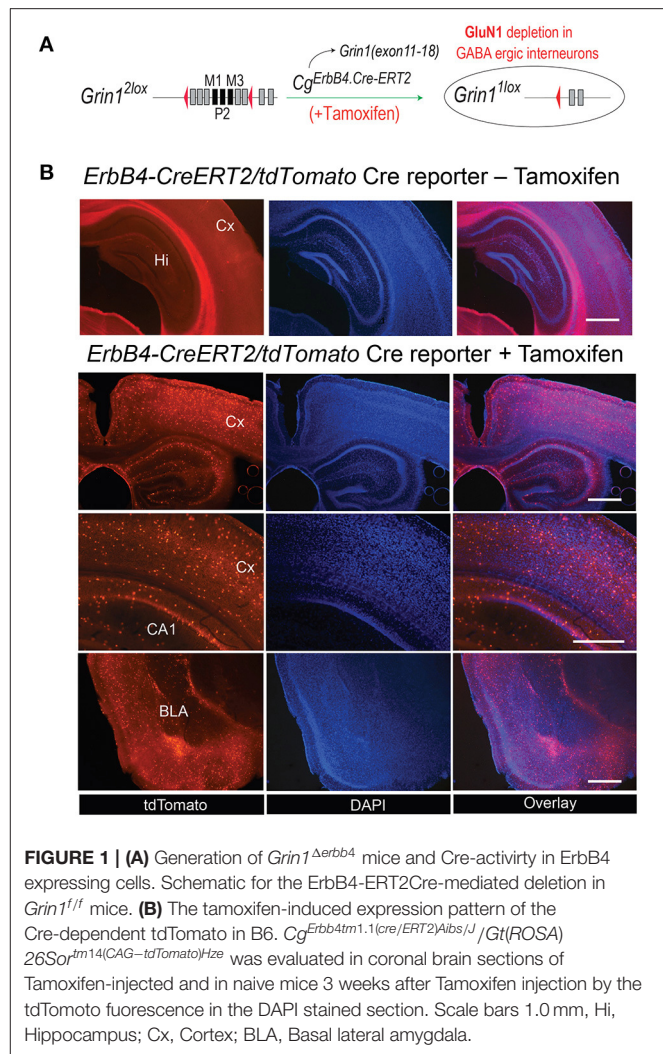 A
GluN1 depletion in
GABA ergic interneurons
Grin1(exon11-18)
M1 M3
Grin1^2lox
Cg^ErbB4.Cre-ERT2
Grin1^1lox
P2
(+Tamoxifen)
B
ErbB4-CreERT2/tdTomato Cre reporter – Tamoxifen
Cx
Hi
ErbB4-CreERT2/tdTomato Cre reporter + Tamoxifen
Cx
Cx
CA1
BLA
tdTomato DAPI Overlay
FIGURE 1 | (A) Generation of Grin1^Δerbb4 mice and Cre-activirty in ErbB4
expressing cells. Schematic for the ErbB4-ERT2Cre-mediated deletion in
Grin1^f/f mice. (B) The tamoxifen-induced expression pattern of the
Cre-dependent tdTomato in B6. Cg^Erbb4tm1.1(cre/ERT2)Aibs/J/Gt(ROSA)
26Sor^tm14(CAG−tdTomato)Hze was evaluated in coronal brain sections of
Tamoxifen-injected and in naive mice 3 weeks after Tamoxifen injection by the
tdTomoto fuorescence in the DAPI stained section. Scale bars 1.0 mm, Hi,
Hippocampus; Cx, Cortex; BLA, Basal lateral amygdala.